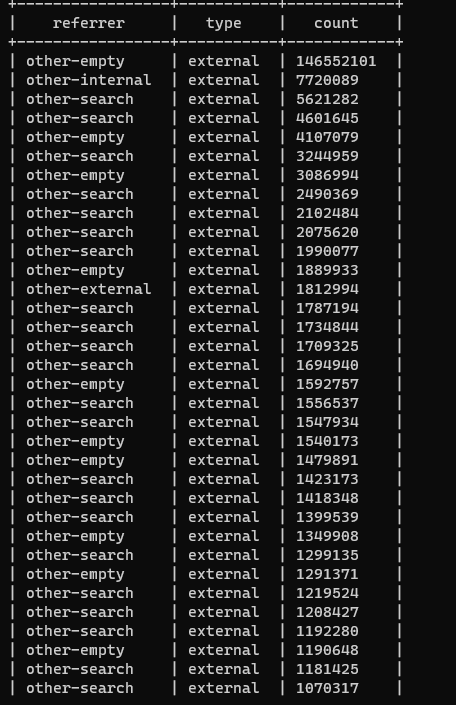 +-----------------+-----------+------------+
|    referrer     |   type    |   count    |
+-----------------+-----------+------------+
| other-empty     | external  | 146552101  |
| other-internal  | external  | 7720089    |
| other-search    | external  | 5621282    |
| other-search    | external  | 4601645    |
| other-empty     | external  | 4107079    |
| other-search    | external  | 3244959    |
| other-empty     | external  | 3086994    |
| other-search    | external  | 2490369    |
| other-search    | external  | 2102484    |
| other-search    | external  | 2075620    |
| other-search    | external  | 1990077    |
| other-empty     | external  | 1889933    |
| other-external  | external  | 1812994    |
| other-search    | external  | 1787194    |
| other-search    | external  | 1734844    |
| other-search    | external  | 1709325    |
| other-search    | external  | 1694940    |
| other-empty     | external  | 1592757    |
| other-search    | external  | 1556537    |
| other-search    | external  | 1547934    |
| other-empty     | external  | 1540173    |
| other-empty     | external  | 1479891    |
| other-search    | external  | 1423173    |
| other-search    | external  | 1418348    |
| other-search    | external  | 1399539    |
| other-empty     | external  | 1349908    |
| other-search    | external  | 1299135    |
| other-empty     | external  | 1291371    |
| other-search    | external  | 1219524    |
| other-search    | external  | 1208427    |
| other-search    | external  | 1192280    |
| other-empty     | external  | 1190648    |
| other-search    | external  | 1181425    |
| other-search    | external  | 1070317    |